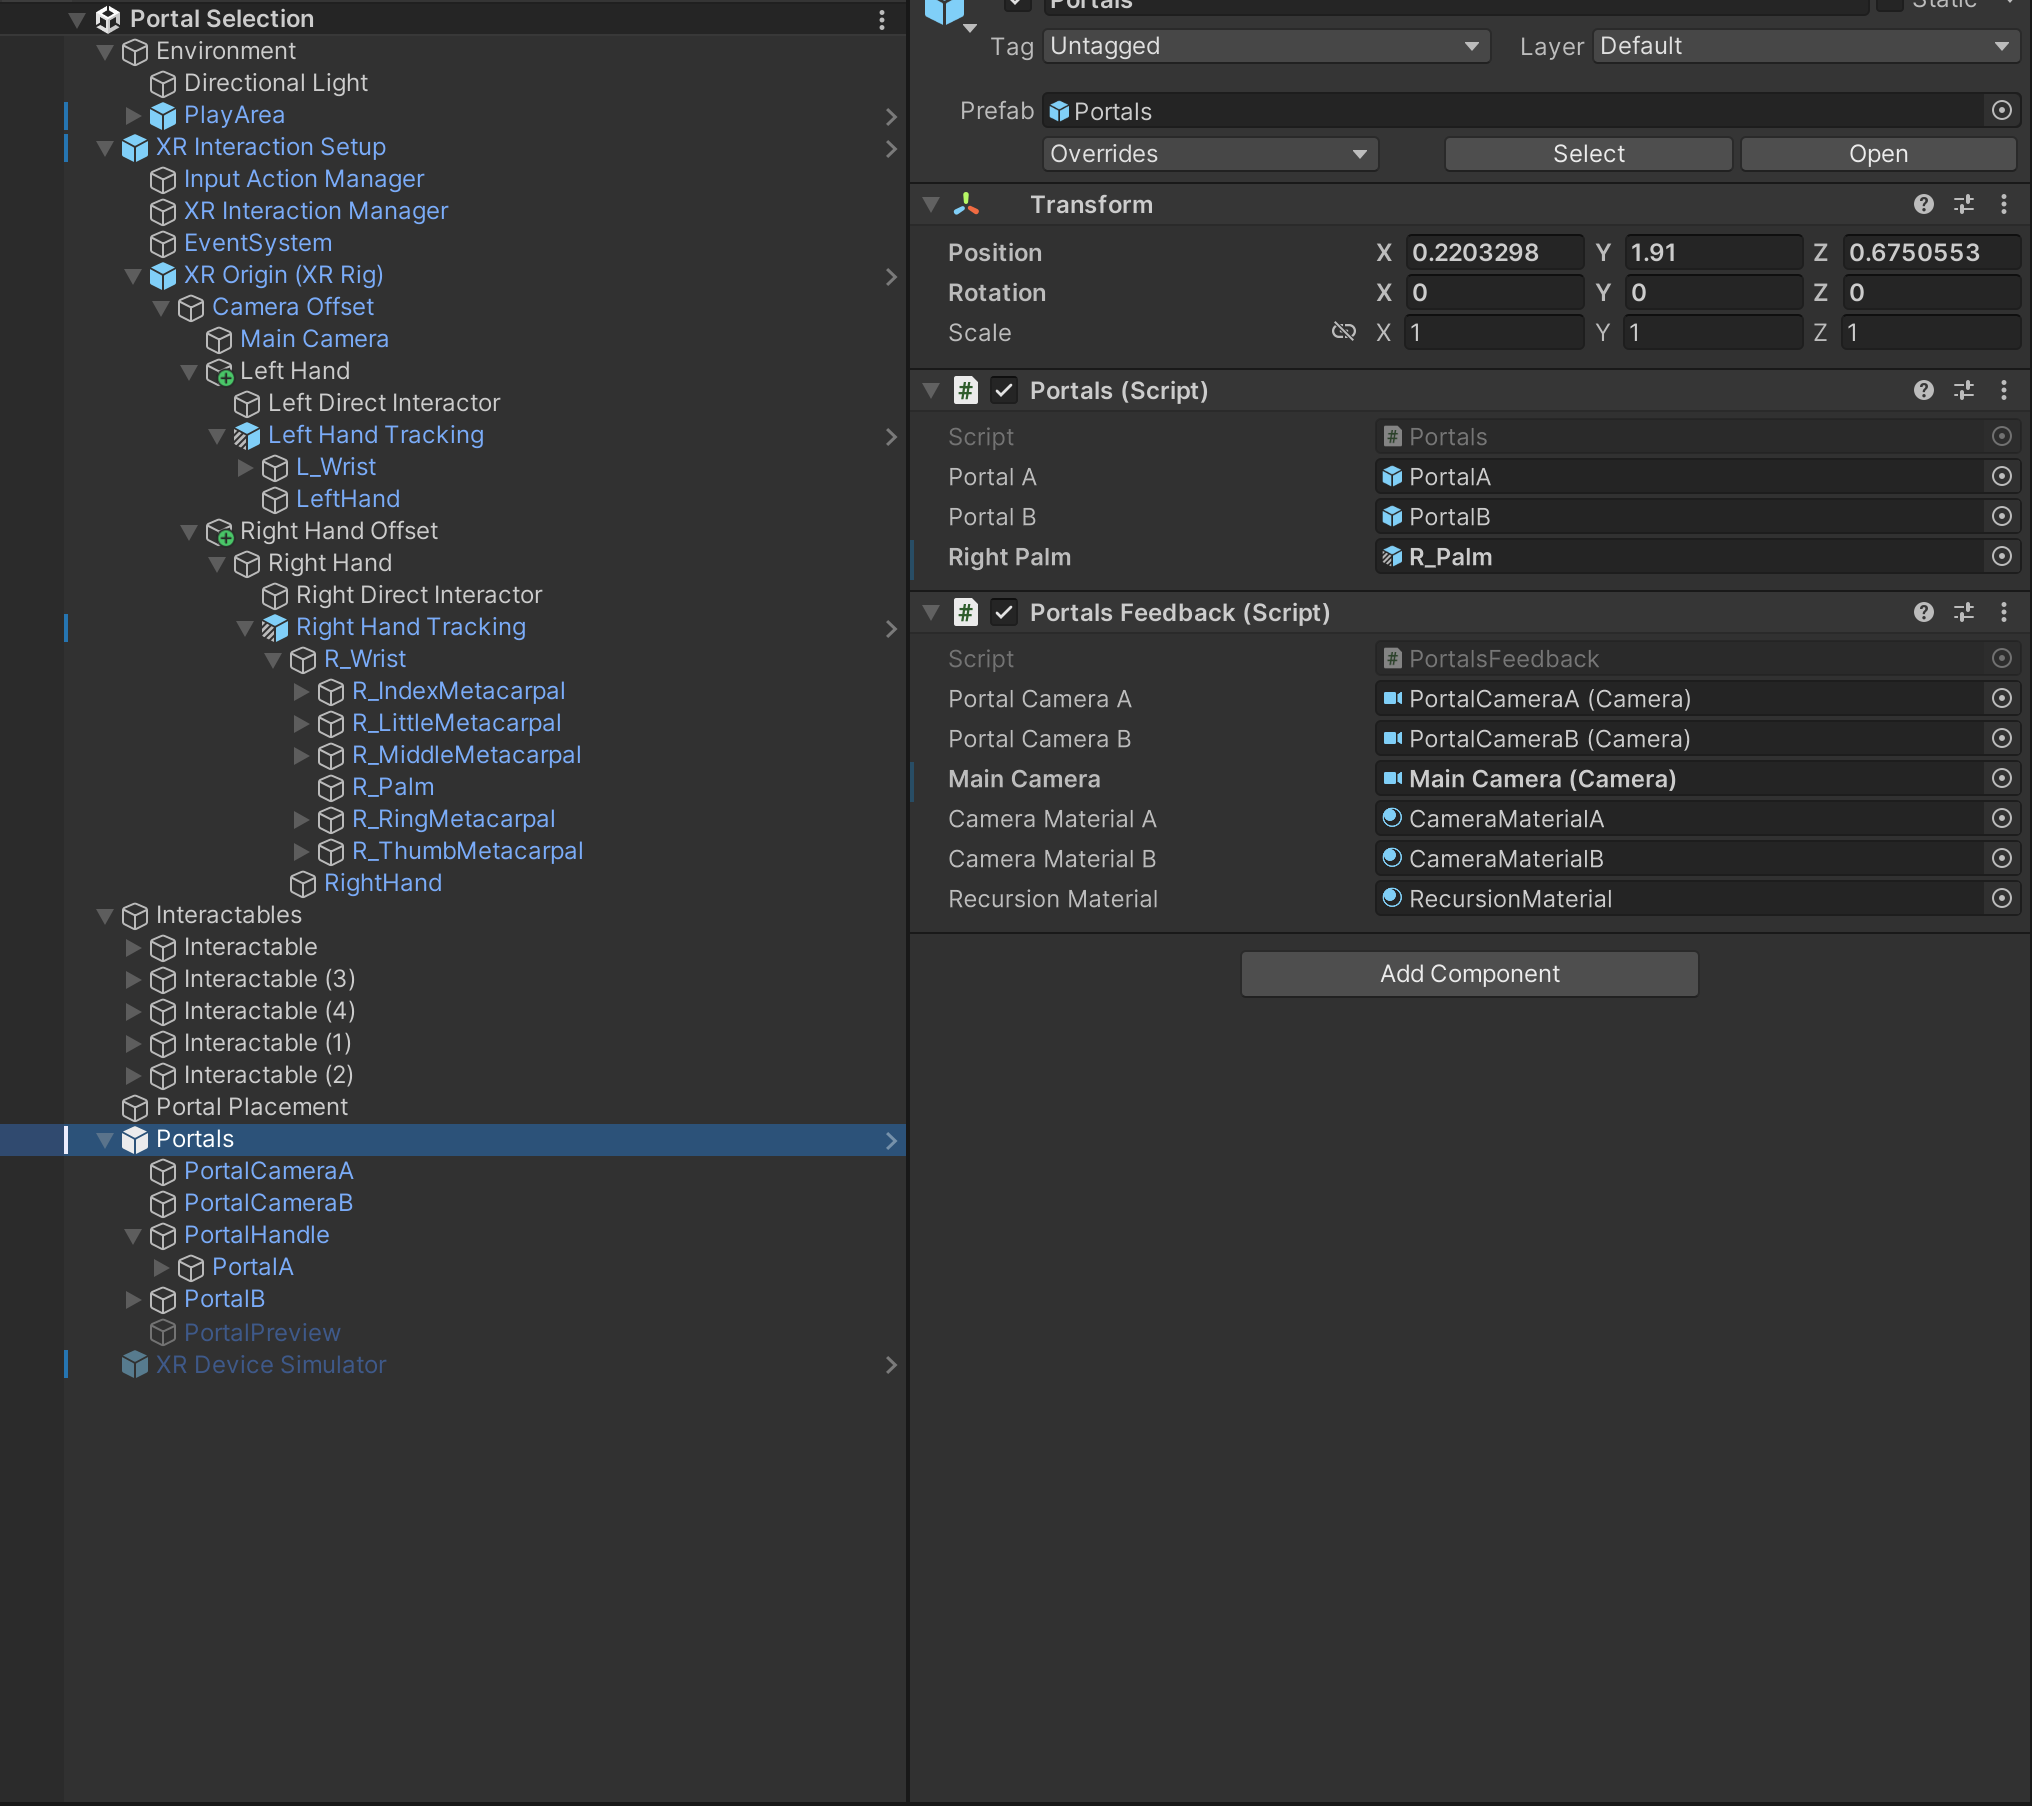 Portal Selection
Environment
Directional Light
PlayArea
XR Interaction Setup
Input Action Manager
XR Interaction Manager
EventSystem
XR Origin (XR Rig)
Camera Offset
Main Camera
Left Hand
Left Direct Interactor
Left Hand Tracking
L_Wrist
LeftHand
Right Hand Offset
Right Hand
Right Direct Interactor
Right Hand Tracking
R_Wrist
R_IndexMetacarpal
R_LittleMetacarpal
R_MiddleMetacarpal
R_Palm
R_RingMetacarpal
R_ThumbMetacarpal
RightHand
Interactables
Interactable
Interactable (3)
Interactable (4)
Interactable (1)
Interactable (2)
Portal Placement
Portals
PortalCameraA
PortalCameraB
PortalHandle
PortalA
PortalB
PortalPreview
XR Device Simulator
Portals Static
Tag Untagged Layer Default
Prefab Portals
Overrides Select Open
Transform
Position X 0.2203298 Y 1.91 Z 0.6750553
Rotation X 0 Y 0 Z 0
Scale X 1 Y 1 Z 1
# Portals (Script)
Script # Portals
Portal A PortalA
Portal B PortalB
Right Palm R_Palm
# Portals Feedback (Script)
Script # PortalsFeedback
Portal Camera A PortalCameraA (Camera)
Portal Camera B PortalCameraB (Camera)
Main Camera Main Camera (Camera)
Camera Material A CameraMaterialA
Camera Material B CameraMaterialB
Recursion Material RecursionMaterial
Add Component